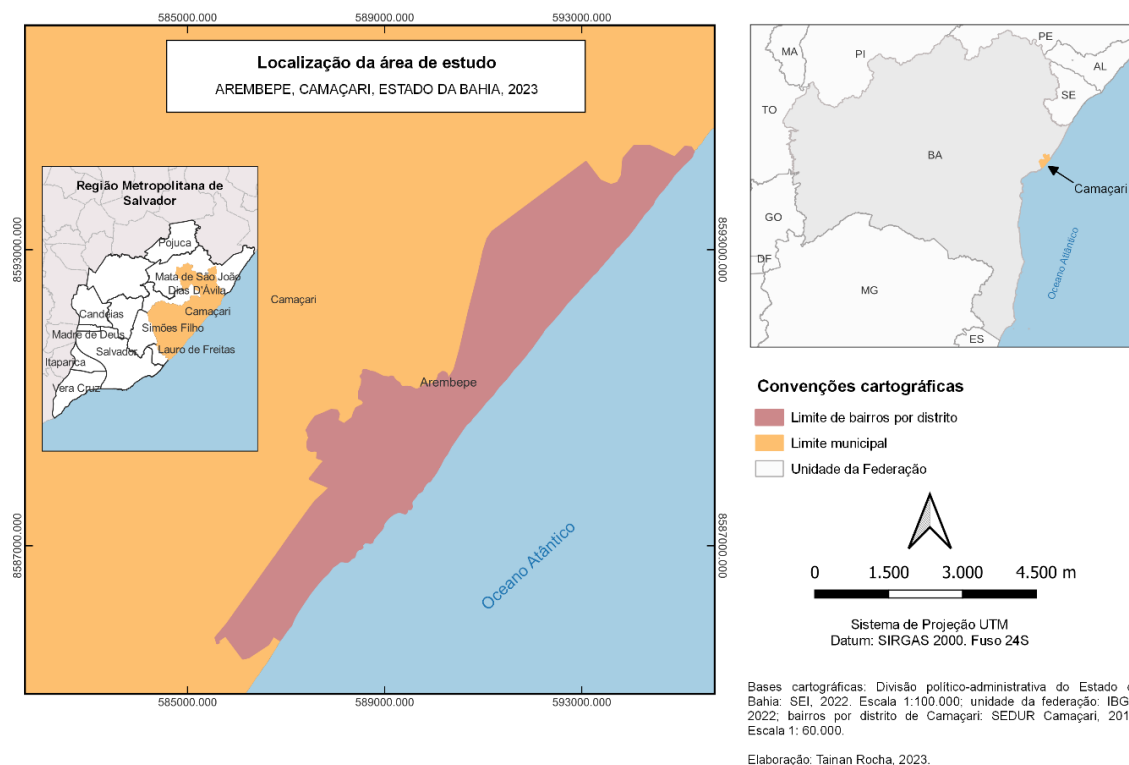 585000.000
589000.000
593000.000
Localização da área de estudo
AREMBEPE, CAMAÇARI, ESTADO DA BAHIA, 2023
Região Metropolitana de
Salvador
Pojuca
Mata de São João
Dias D'Ávila
Camaçari
Candeias
Simões Filho
Madre de Deus
Salvador
Lauro de Freitas
Itaparica
Vera Cruz
Camaçari
Arembepe
Oceano Atlântico
8593000.000
8593000.000
8587000.000
8587000.000
585000.000
589000.000
593000.000
MA
PI
PE
AL
SE
TO
BA
Camaçari
GO
DF
MG
ES
Oceano Atlântico
Convenções cartográficas
Limite de bairros por distrito
Limite municipal
Unidade da Federação
0 1.500 3.000 4.500 m
Sistema de Projeção UTM
Datum: SIRGAS 2000. Fuso 24S
Bases cartográficas: Divisão político-administrativa do Estado
Bahia: SEI, 2022. Escala 1:100.000; unidade da federação:
2022; bairros por distrito de Camaçari: SEDUR Camaçari,
Escala 1: 60.000.
Elaboração: Tainan Rocha, 2023.